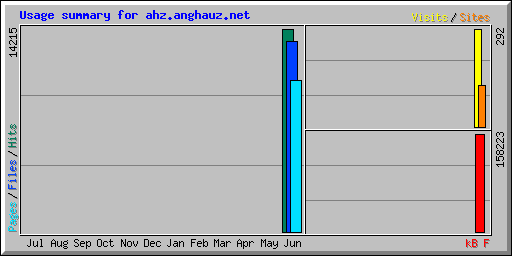 Usage summary for ahz.anghauz.net
Visits/Sites
14215
292
Pages/Files/Hits
158223
Jul Aug Sep Oct Nov Dec Jan Feb Mar Apr May Jun
kB F